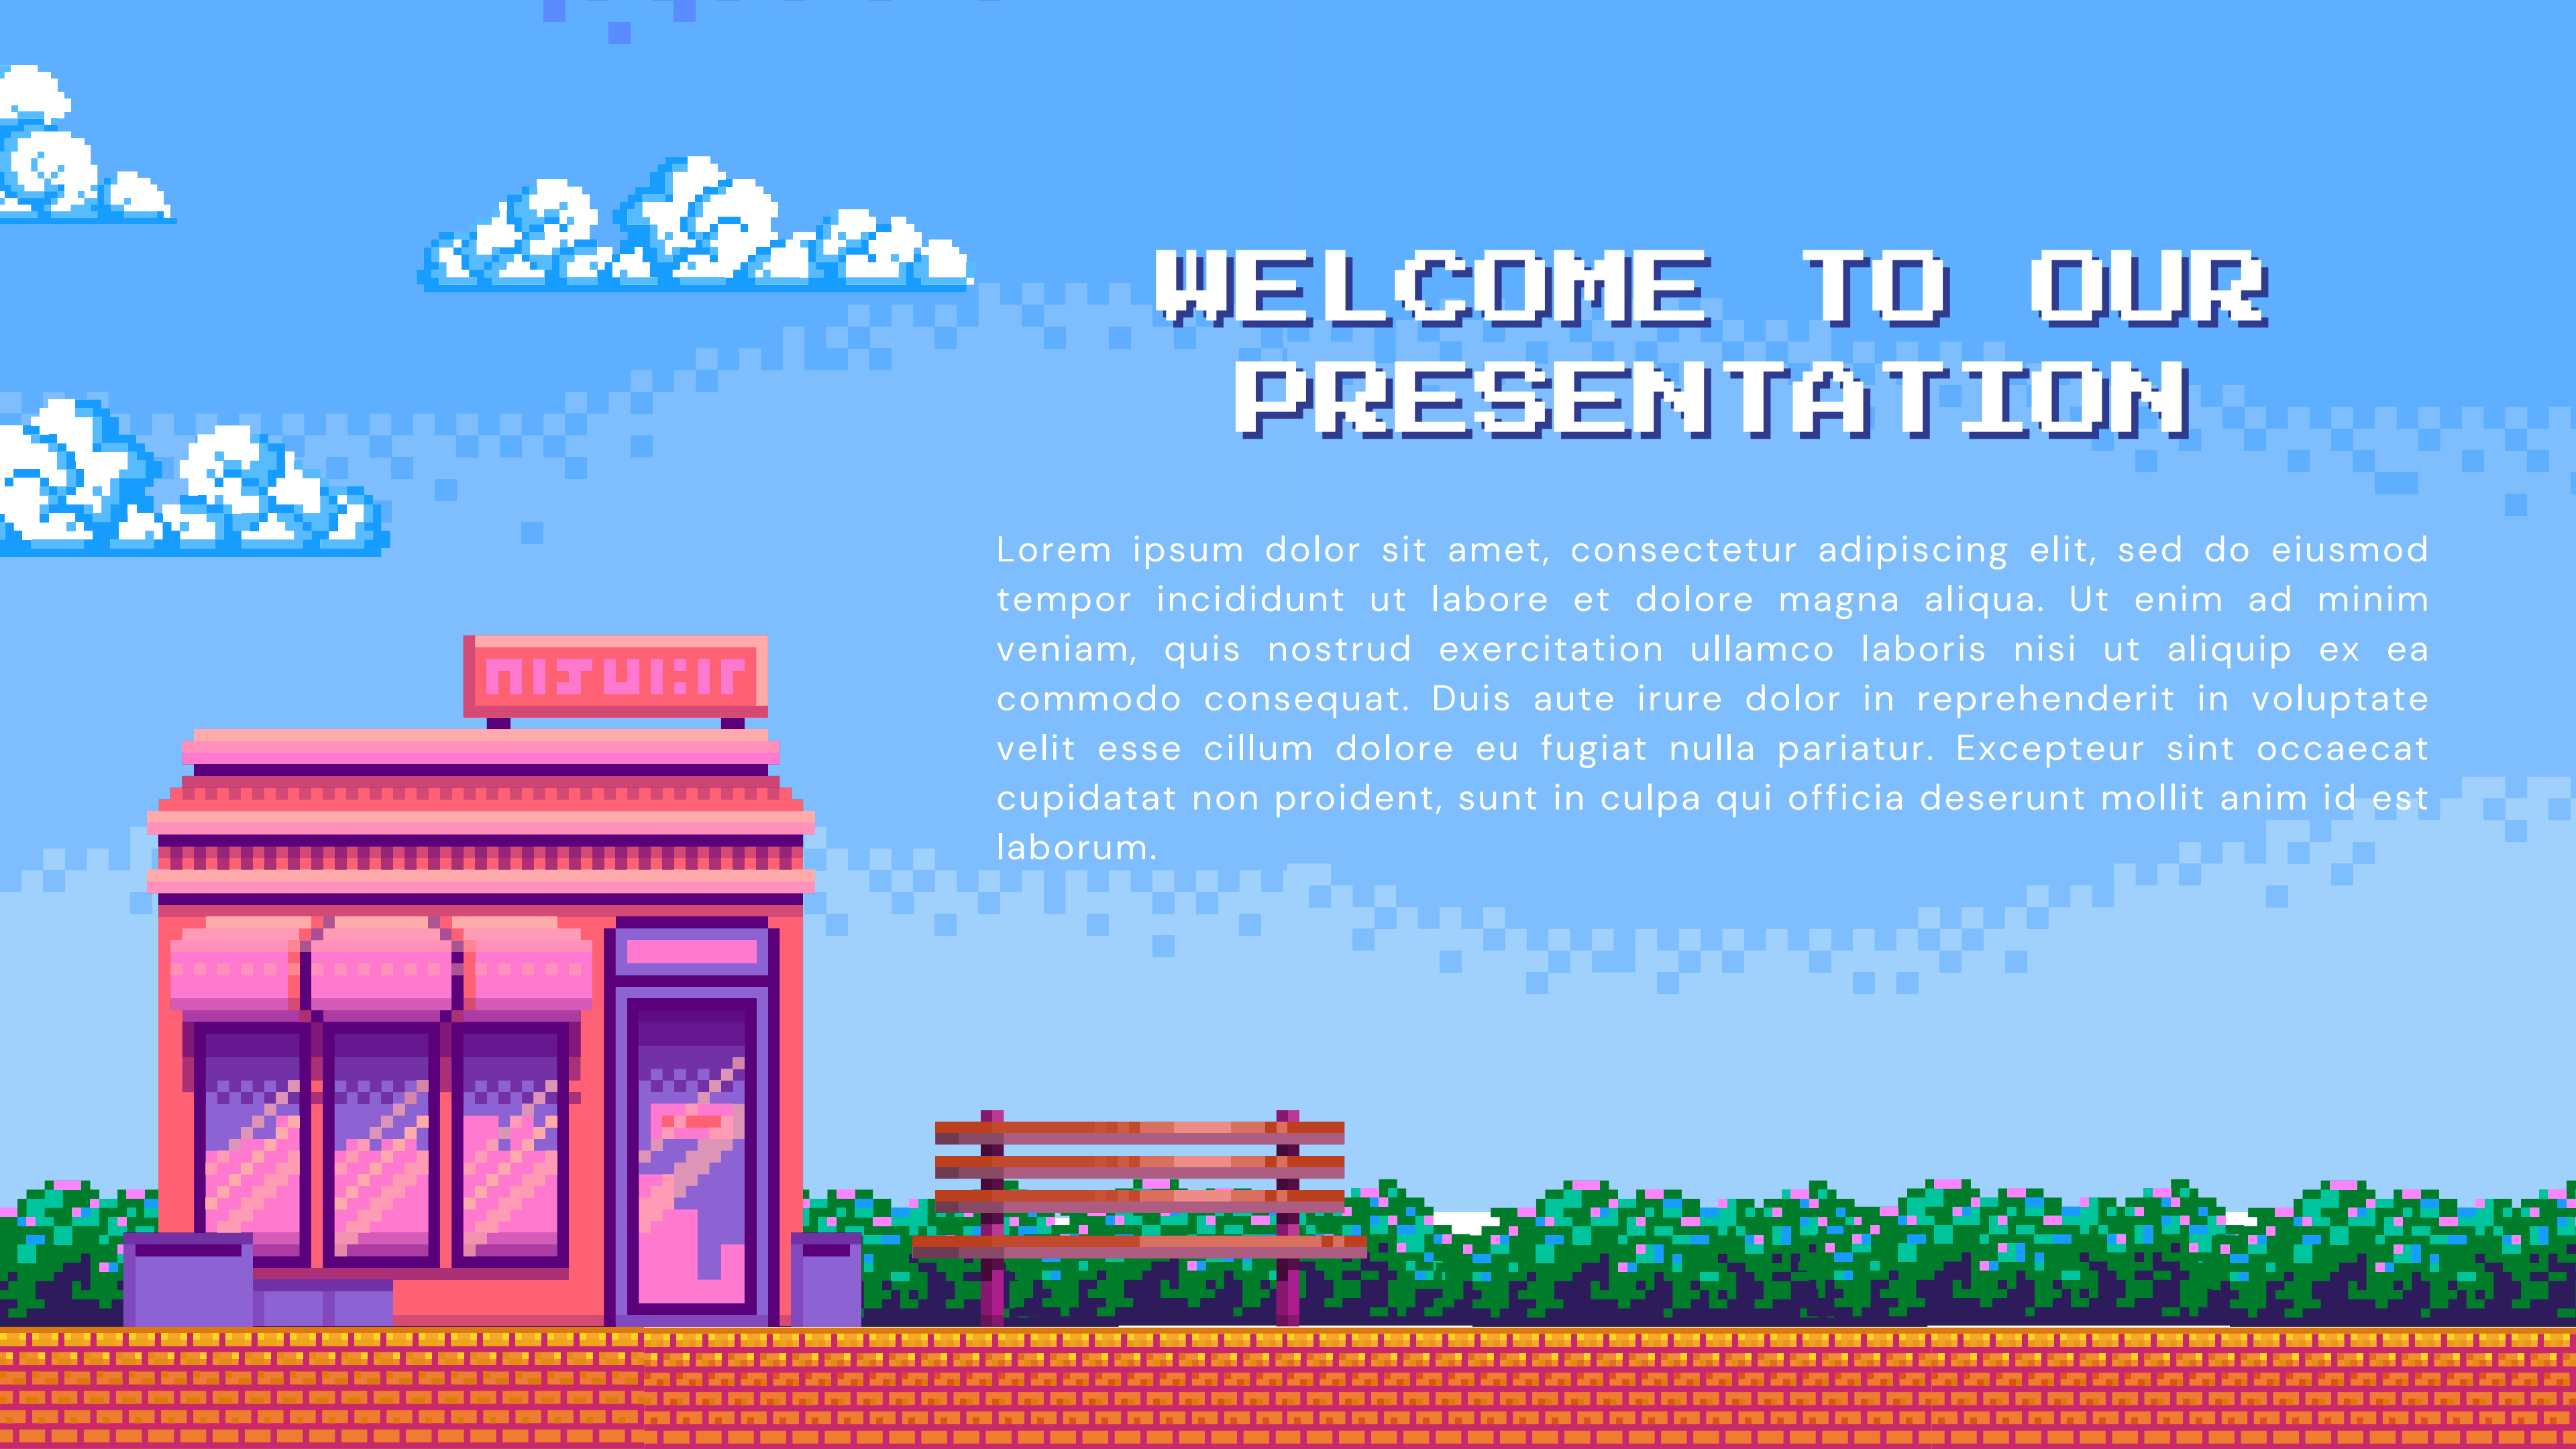 WELCOME TO OUR
PRESENTATION
Lorem ipsum dolor sit amet, consectetur adipiscing elit, sed do eiusmod
tempor incididunt ut labore et dolore magna aliqua. Ut enim ad minim
veniam, quis nostrud exercitation ullamco laboris nisi ut aliquip ex ea
commodo consequat. Duis aute irure dolor in reprehenderit in voluptate
velit esse cillum dolore eu fugiat nulla pariatur. Excepteur sint occaecat
cupidatat non proident, sunt in culpa qui officia deserunt mollit anim id est
laborum.